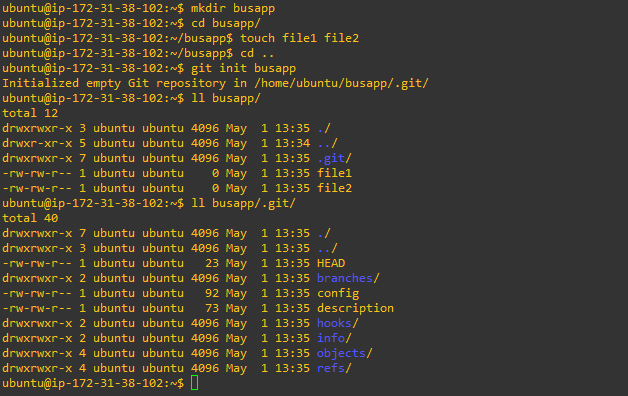 ubuntu@ip-172-31-38-102:~$ mkdir busapp
ubuntu@ip-172-31-38-102:~$ cd busapp/
ubuntu@ip-172-31-38-102:~/busapp$ touch file1 file2
ubuntu@ip-172-31-38-102:~/busapp$ cd ..
ubuntu@ip-172-31-38-102:~$ git init busapp
Initialized empty Git repository in /home/ubuntu/busapp/.git/
ubuntu@ip-172-31-38-102:~$ ll busapp/
total 12
drwxrwxr-x 3 ubuntu ubuntu 4096 May  1 13:35 ./
drwxr-xr-x 5 ubuntu ubuntu 4096 May  1 13:34 ../
drwxrwxr-x 7 ubuntu ubuntu 4096 May  1 13:35 .git/
-rw-rw-r-- 1 ubuntu ubuntu    0 May  1 13:35 file1
-rw-rw-r-- 1 ubuntu ubuntu    0 May  1 13:35 file2
ubuntu@ip-172-31-38-102:~$ ll busapp/.git/
total 40
drwxrwxr-x 7 ubuntu ubuntu 4096 May  1 13:35 ./
drwxrwxr-x 3 ubuntu ubuntu 4096 May  1 13:35 ../
-rw-rw-r-- 1 ubuntu ubuntu   23 May  1 13:35 HEAD
drwxrwxr-x 2 ubuntu ubuntu 4096 May  1 13:35 branches/
-rw-rw-r-- 1 ubuntu ubuntu   92 May  1 13:35 config
-rw-rw-r-- 1 ubuntu ubuntu   73 May  1 13:35 description
drwxrwxr-x 2 ubuntu ubuntu 4096 May  1 13:35 hooks/
drwxrwxr-x 2 ubuntu ubuntu 4096 May  1 13:35 info/
drwxrwxr-x 4 ubuntu ubuntu 4096 May  1 13:35 objects/
drwxrwxr-x 4 ubuntu ubuntu 4096 May  1 13:35 refs/
ubuntu@ip-172-31-38-102:~$